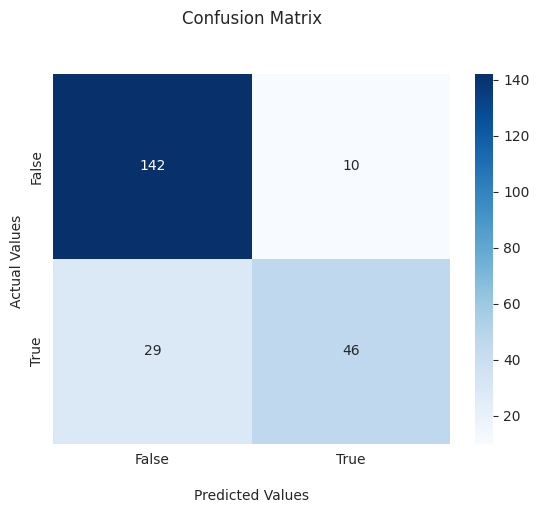 Confusion Matrix
Actual Values
False
True
142
10
29
46
False
True
Predicted Values
140
120
100
80
60
40
20